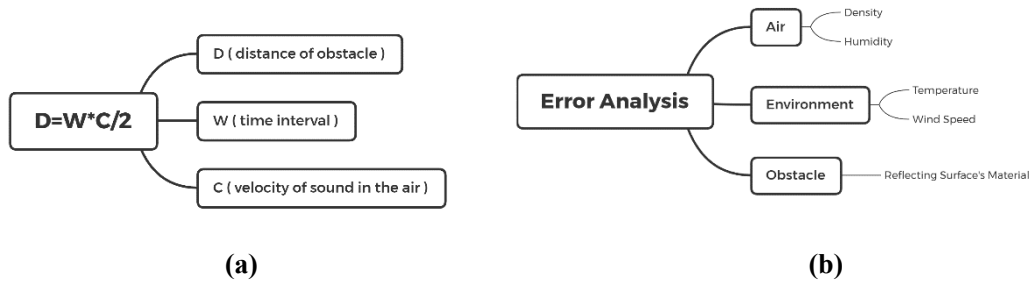 D=W*C/2
D ( distance of obstacle )
W ( time interval )
C ( velocity of sound in the air )
(a)
Error Analysis
Air
Density
Humidity
Environment
Temperature
Wind Speed
Obstacle
Reflecting Surface's Material
(b)